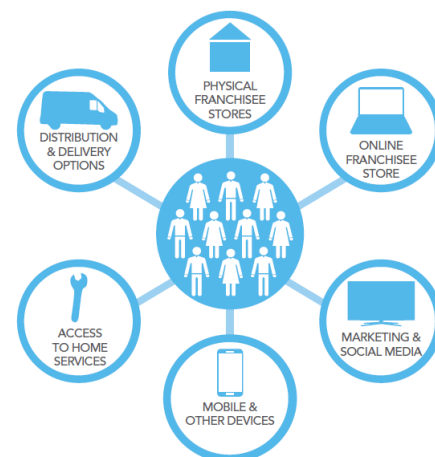 PHYSICAL
FRANCHISEE
STORES
DISTRIBUTION
& DELIVERY
OPTIONS
ONLINE
FRANCHISEE
STORE
ACCESS
TO HOME
SERVICES
MARKETING &
SOCIAL MEDIA
MOBILE &
OTHER DEVICES